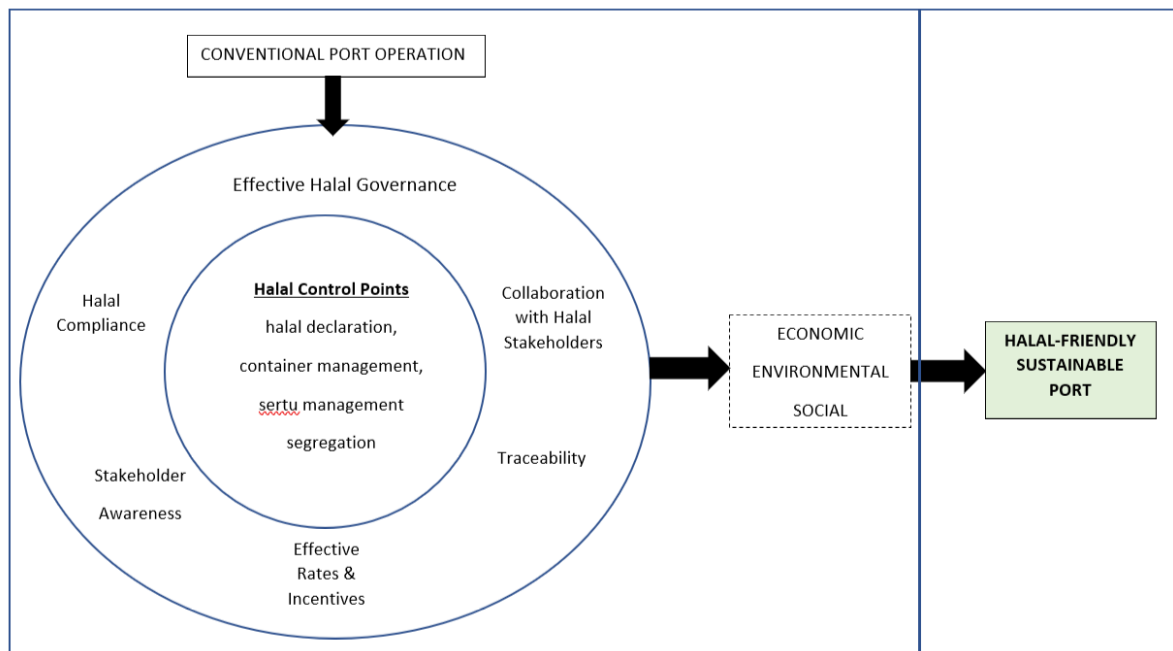 CONVENTIONAL PORT OPERATION
Effective Halal Governance
Halal
Compliance
Halal Control Points
halal declaration,
container management,
sertu management
segregation
Collaboration
with Halal
Stakeholders
Traceability
Stakeholder
Awareness
Effective
Rates &
Incentives
ECONOMIC
ENVIRONMENTAL
SOCIAL
HALAL-FRIENDLY
SUSTAINABLE
PORT